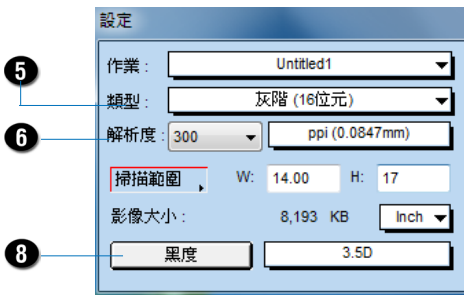 設定
5 作業 : Untitled1
類型 : 灰階 (16位元)
6 解析度 : 300 ppi (0.0847mm)
掃描範圍 W: 14.00 H: 17
影像大小 : 8,193 KB Inch
8 黑度 3.5D